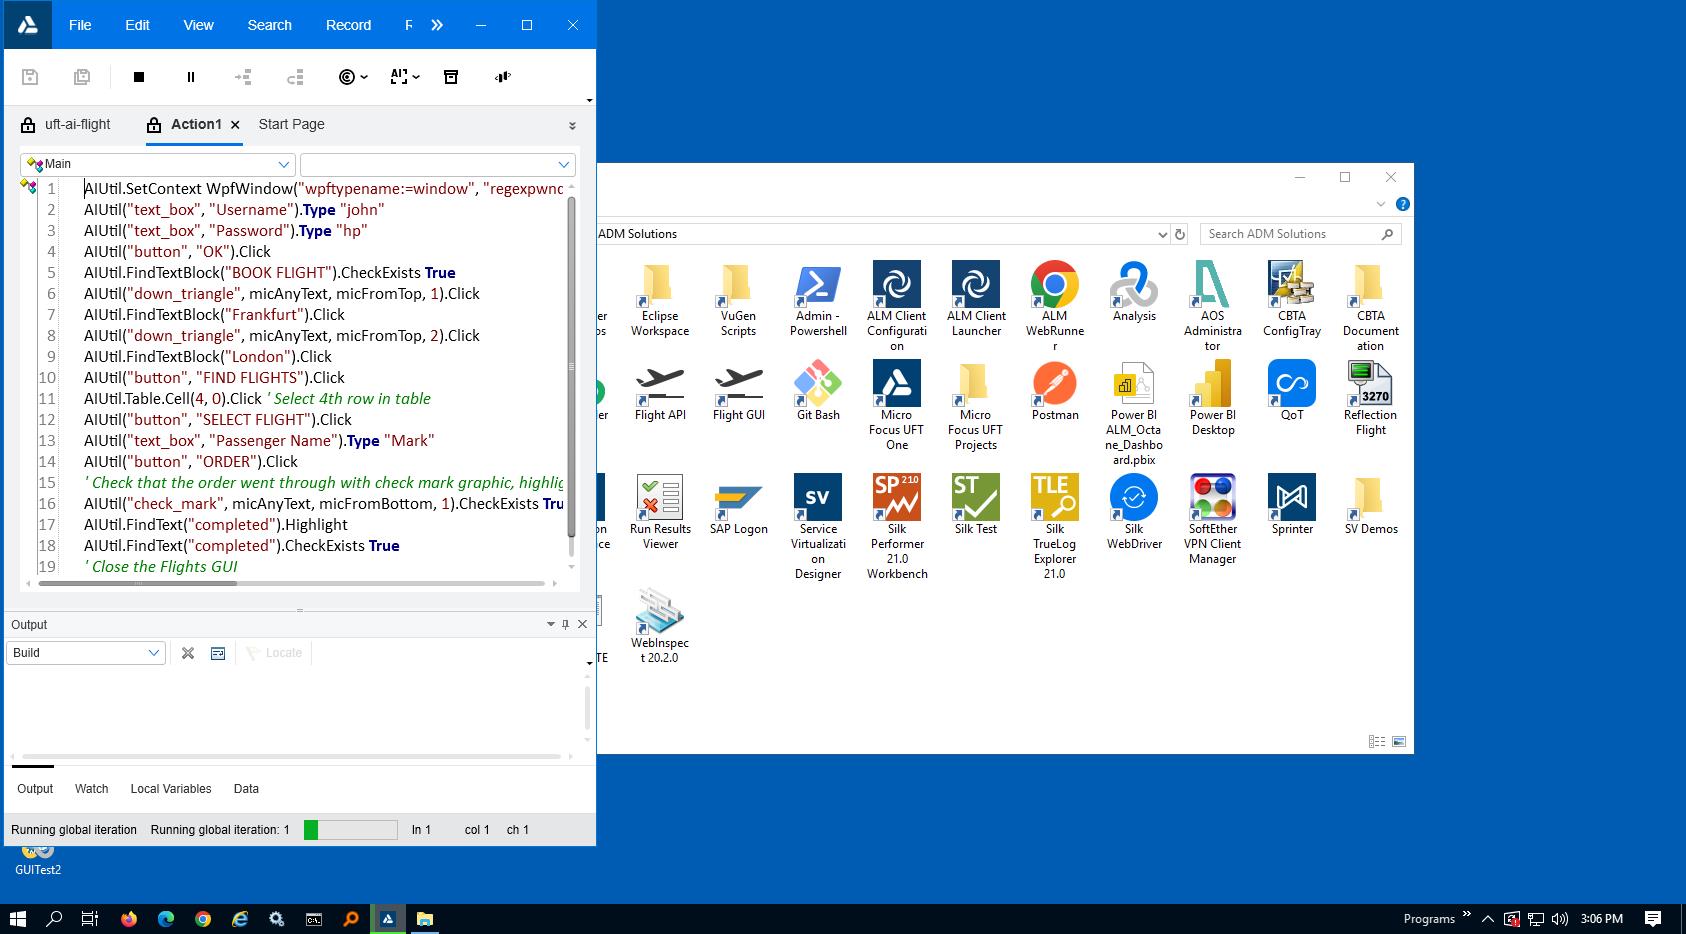 File Edit View Search Record
uft-ai-flight Action1 Start Page
Main
1 AIUtil.SetContext WpfWindow("wpftypename:=window", "regexpwnd
2 AIUtil("text_box", "Username").Type "john"
3 AIUtil("text_box", "Password").Type "hp"
4 AIUtil("button", "OK").Click
5 AIUtil.FindTextBlock("BOOK FLIGHT").CheckExists True
6 AIUtil("down_triangle", micAnyText, micFromTop, 1).Click
7 AIUtil.FindTextBlock("Frankfurt").Click
8 AIUtil("down_triangle", micAnyText, micFromTop, 2).Click
9 AIUtil.FindTextBlock("London").Click
10 AIUtil("button", "FIND FLIGHTS").Click
11 AIUtil.Table.Cell(4, 0).Click ' Select 4th row in table
12 AIUtil("button", "SELECT FLIGHT").Click
13 AIUtil("text_box", "Passenger Name").Type "Mark"
14 AIUtil("button", "ORDER").Click
15 ' Check that the order went through with check mark graphic, highlig
16 AIUtil("check_mark", micAnyText, micFromBottom, 1).CheckExists Tru
17 AIUtil.FindText("completed").Highlight
18 AIUtil.FindText("completed").CheckExists True
19 ' Close the Flights GUI
Output
Build
Locate
Output Watch Local Variables Data
Running global iteration Running global iteration: 1 ln 1 col 1 ch 1
ADM Solutions
Search ADM Solutions
Eclipse
Workspace
VuGen
Scripts
Admin -
Powershell
ALM Client
Configurati
on
ALM Client
Launcher
ALM
WebRunne
r
Analysis
AOS
Administra
tor
CBTA
ConfigTray
CBTA
Document
ation
Flight API
Flight GUI
Git Bash
Micro
Focus UFT
One
Micro
Focus UFT
Projects
Postman
Power BI
ALM_Octa
ne_Dashbo
ard.pbix
Power BI
Desktop
QoT
3270
Reflection
Flight
Run Results
Viewer
SAP Logon
SV
Service
Virtualizati
on
Designer
SP 21.0
Silk
Performer
21.0
Workbench
ST
Silk Test
TLE
Silk
TrueLog
Explorer
21.0
Silk
WebDriver
SoftEther
VPN Client
Manager
Sprinter
SV Demos
WebInspec
t 20.2.0
GUITest2
Programs
3:06 PM